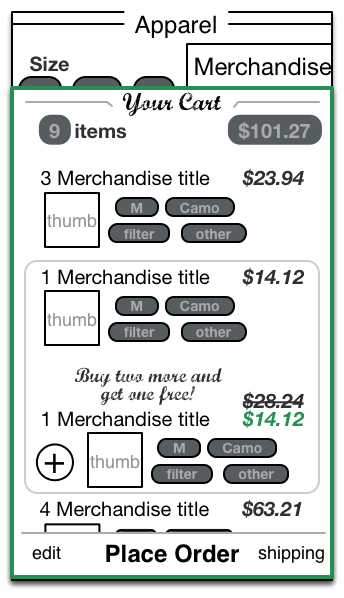 Apparel
Size
Merchandise
Your Cart
9 items $101.27
3 Merchandise title $23.94
thumb M Camo
filter other
1 Merchandise title $14.12
thumb M Camo
filter other
Buy two more and
get one free!
$28.24
1 Merchandise title $14.12
thumb M Camo
filter other
4 Merchandise title $63.21
edit Place Order shipping